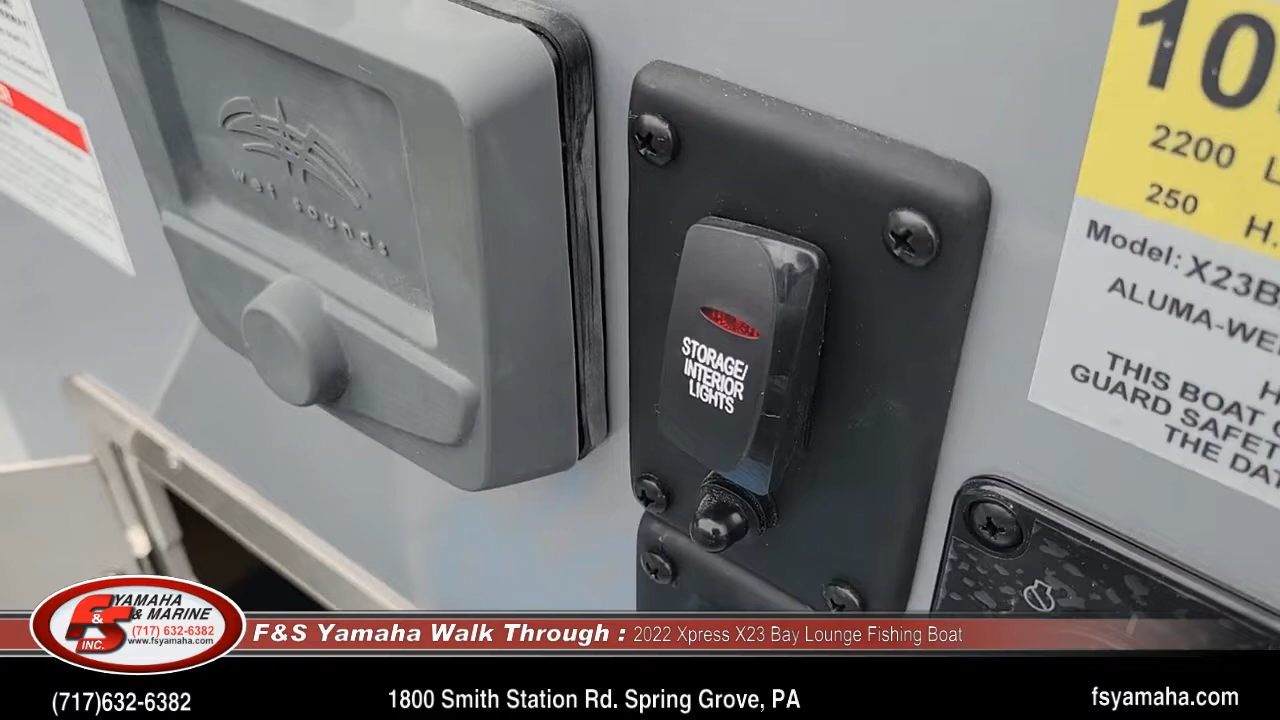 wet sounds
STORAGE/
INTERIOR
LIGHTS
10
2200
250 H.
Model: X23B
ALUMA-WE
THIS BOAT
GUARD SAFET
THE DAT
YAMAHA
& MARINE
F&S
INC.
(717) 632-6382
www.fsyamaha.com
F&S Yamaha Walk Through : 2022 Xpress X23 Bay Lounge Fishing Boat
(717)632-6382
1800 Smith Station Rd. Spring Grove, PA
fsyamaha.com